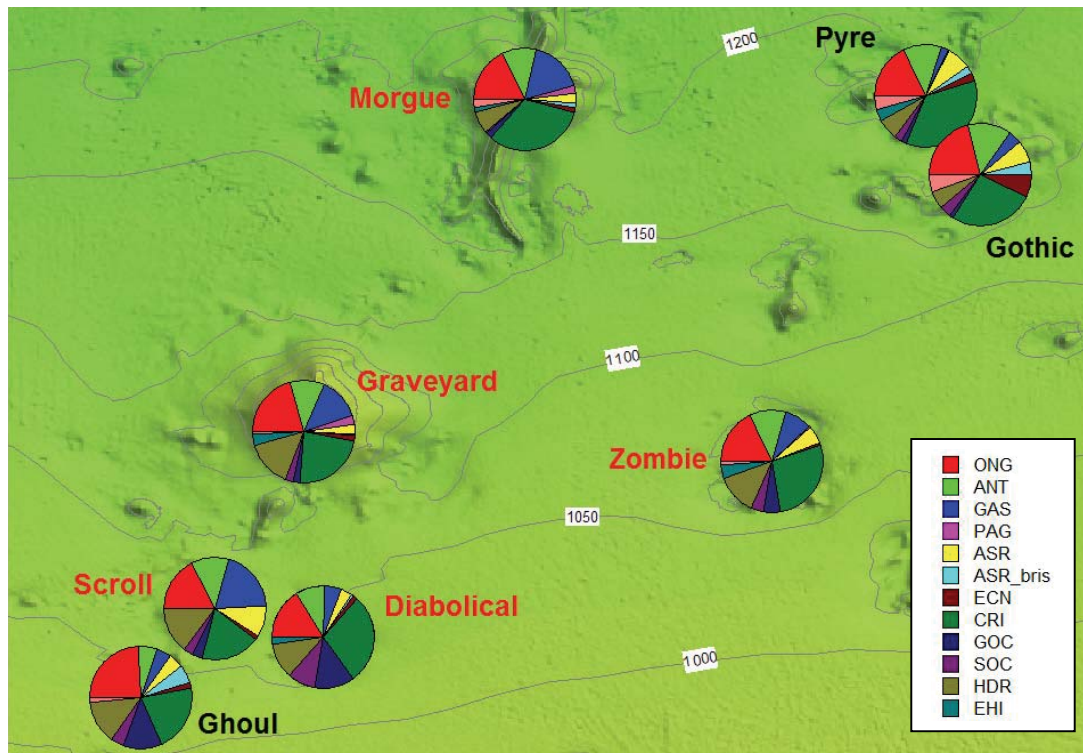 1200
Pyre
Morgue
1150
Gothic
1100
Graveyard
Zombie
1050
Scroll
Diabolical
1000
Ghoul
ONG
ANT
GAS
PAG
ASR
ASR_bris
ECN
CRI
GOC
SOC
HDR
EHI